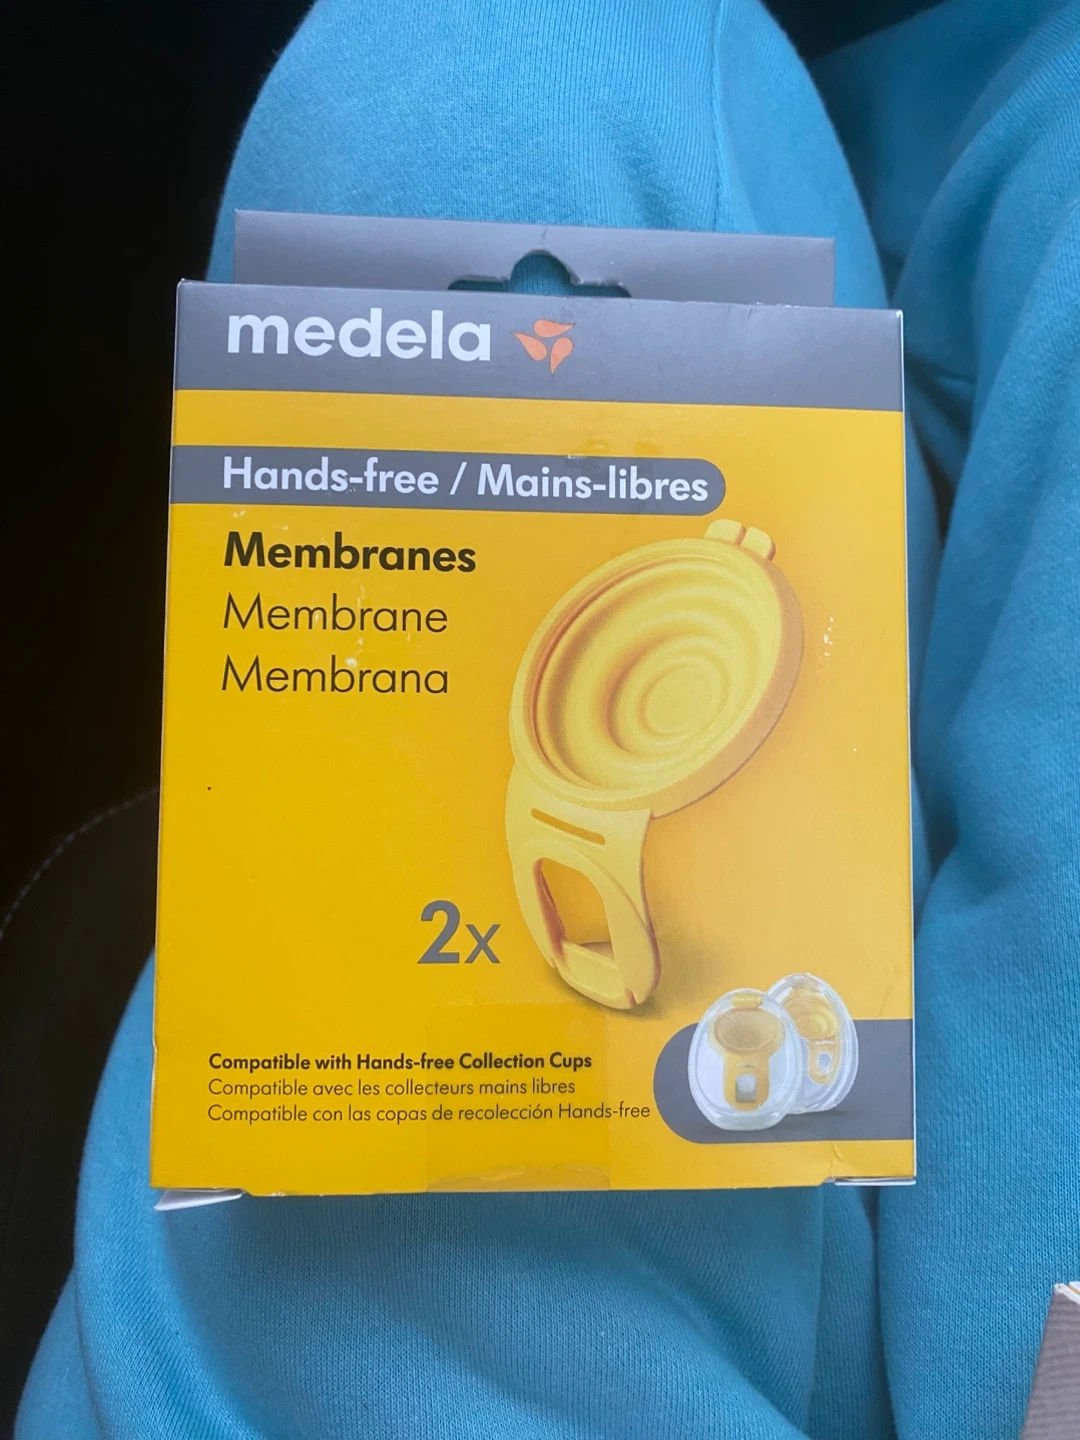 medela
Hands-free / Mains-libres
Membranes
Membrane
Membrana
2x
Compatible with Hands-free Collection Cups
Compatible avec les collecteurs mains libres
Compatible con las copas de recolección Hands-free